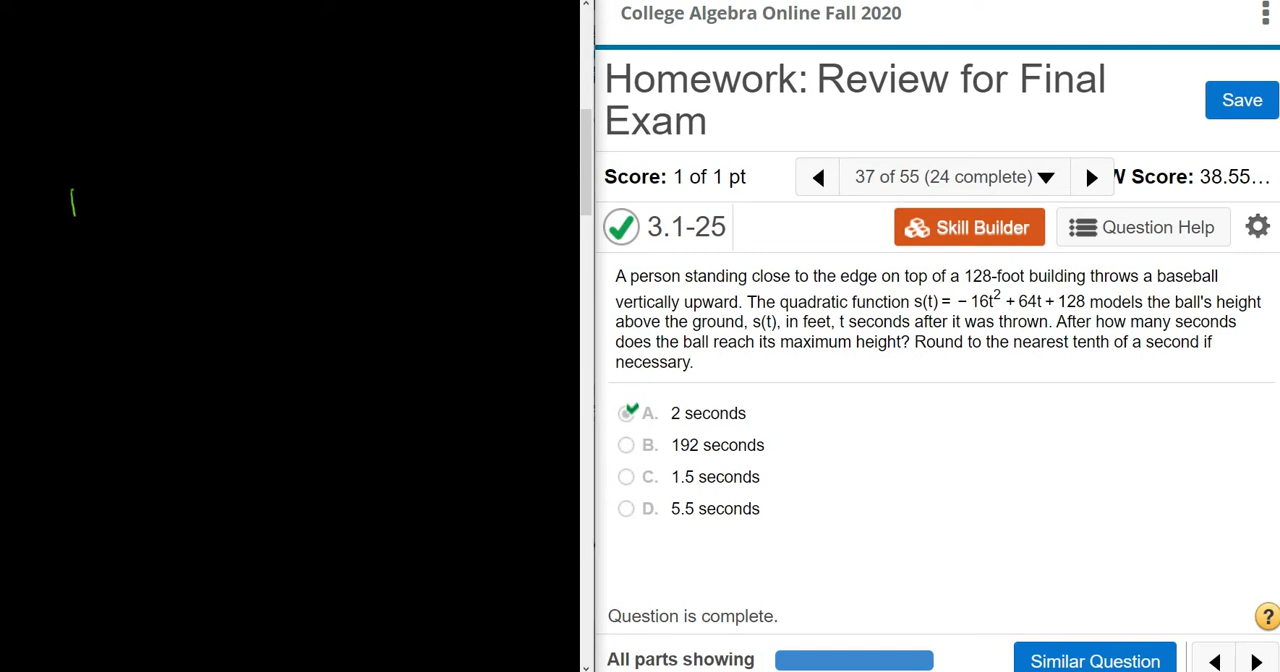 College Algebra Online Fall 2020
Homework: Review for Final
Exam
Save
Score: 1 of 1 pt
37 of 55 (24 complete)
Score: 38.55...
3.1-25
Skill Builder
Question Help
A person standing close to the edge on top of a 128-foot building throws a baseball
vertically upward. The quadratic function s(t) = − 16t² + 64t + 128 models the ball's height
above the ground, s(t), in feet, t seconds after it was thrown. After how many seconds
does the ball reach its maximum height? Round to the nearest tenth of a second if
necessary.
A. 2 seconds
B. 192 seconds
C. 1.5 seconds
D. 5.5 seconds
Question is complete.
?
All parts showing
Similar Question